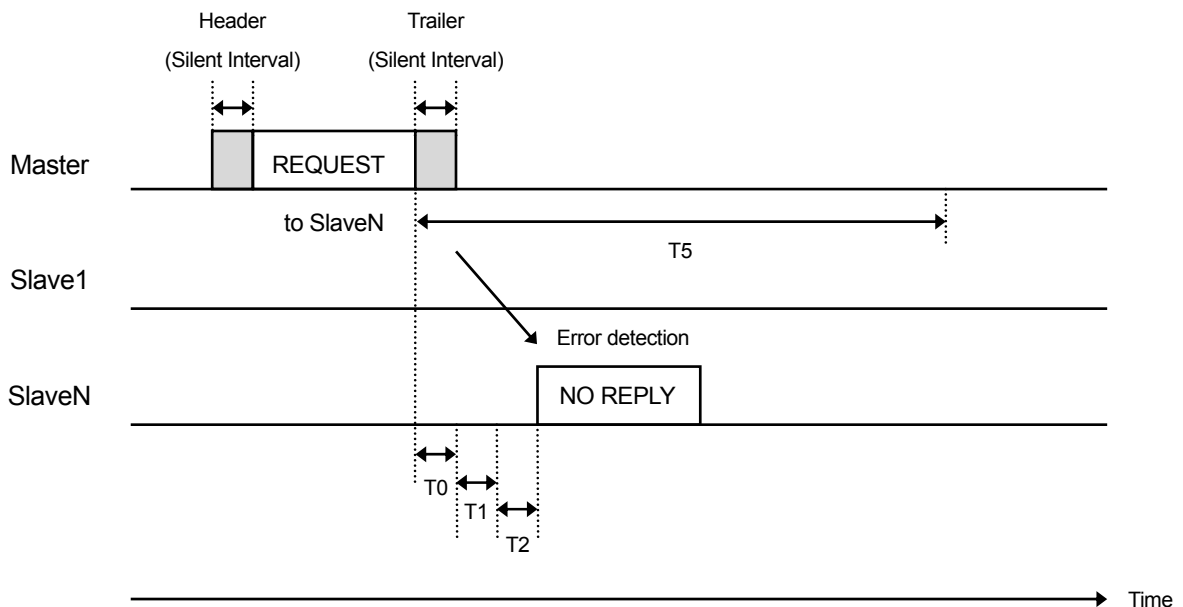 Header
(Silent Interval)
Trailer
(Silent Interval)
Master
REQUEST
to SlaveN
T5
Slave1
Error detection
SlaveN
NO REPLY
T0
T1
T2
Time